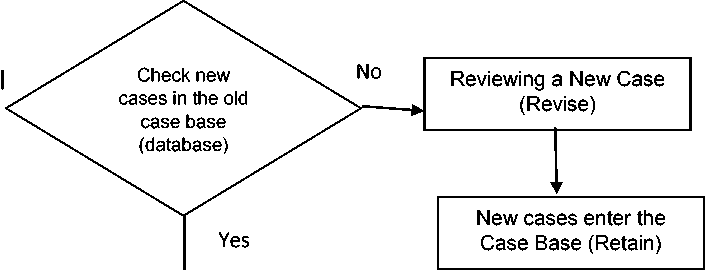 Check new
cases in the old
case base
(database)
No
Reviewing a New Case
(Revise)
New cases enter the
Case Base (Retain)
Yes